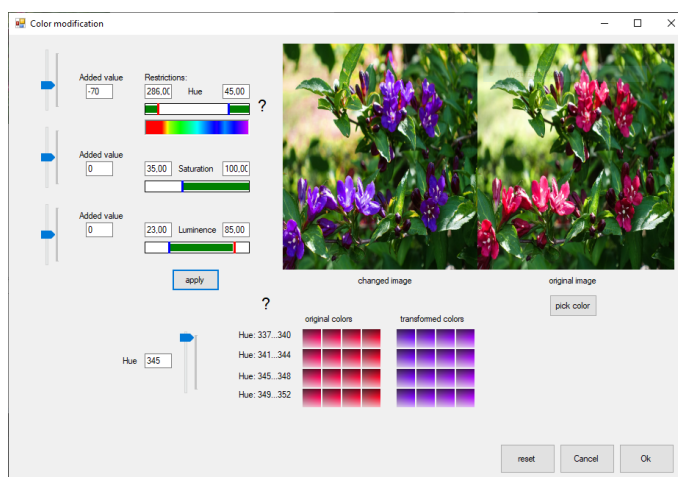 Color modification
Added value
Restrictions:
-70
286,00 Hue 45,00
?
Added value
0
35,00 Saturation 100,00
Added value
0
23,00 Luminence 85,00
apply
changed image
original image
?
pick color
original colors
transformed colors
Hue: 337...340
Hue: 341...344
Hue 345
Hue: 345...348
Hue: 349...352
reset
Cancel
Ok